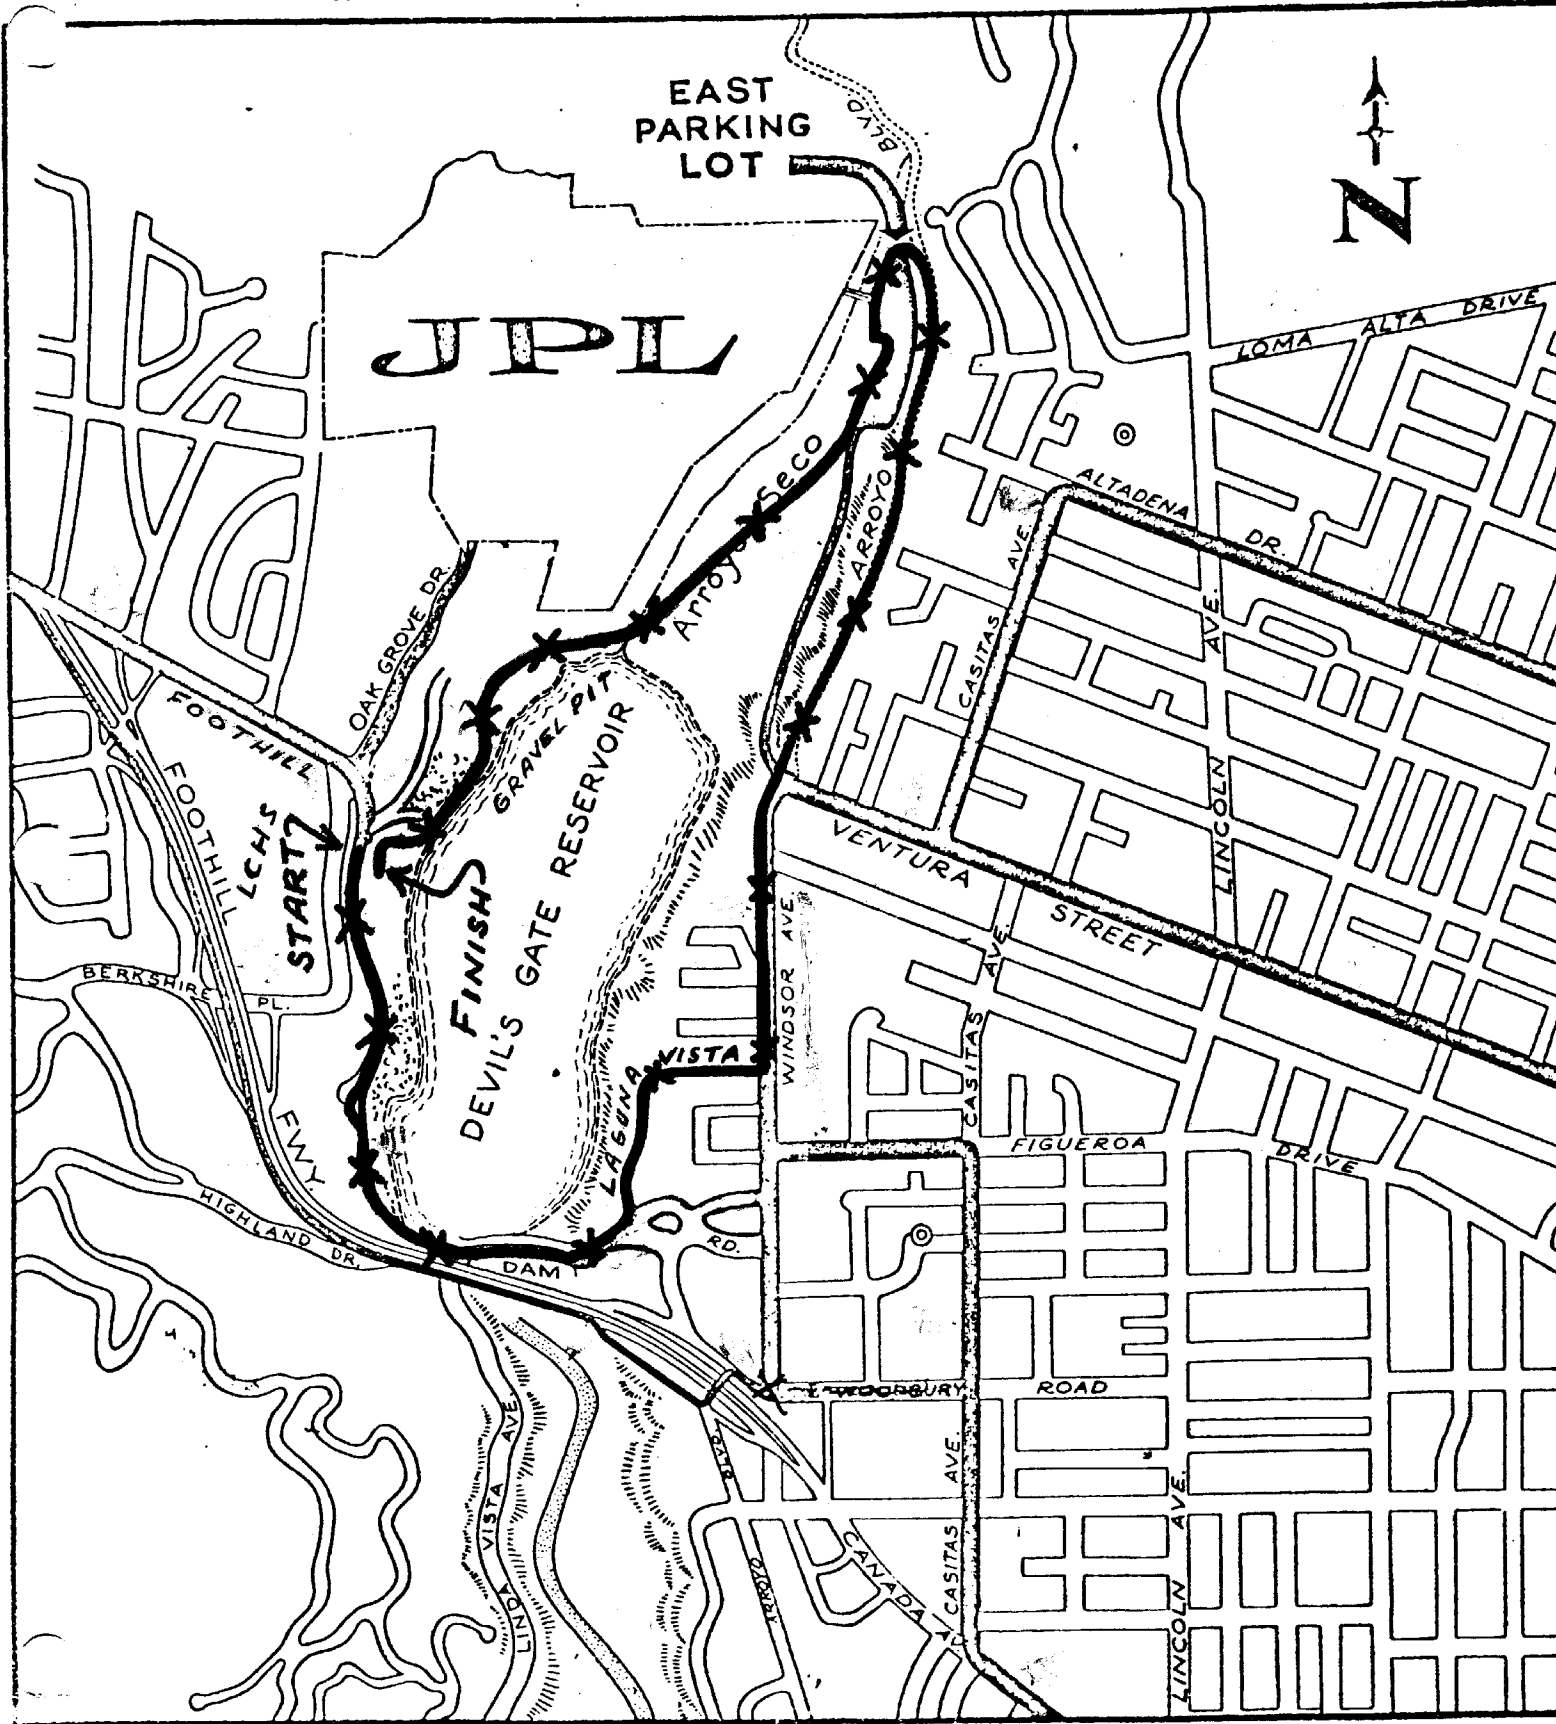 EAST
PARKING
LOT
BLVD
N
JPL
LOMA ALTA DRIVE
Arroyo Seco
ARROYO
ALTADENA DR.
CASITAS AVE.
LINCOLN AVE.
OAK GROVE DR.
FOOTHILL
GRAVEL PIT
DEVIL'S GATE RESERVOIR
FOOTHILL FWY.
LCHS
START
FINISH
VENTURA STREET
WINDSOR AVE.
CASITAS AVE.
BERKSHIRE PL.
LAGUNA VISTA
FIGUEROA DRIVE
HIGHLAND DR.
DAM
RD.
WOODBURY ROAD
LINDA VISTA AVE.
ARROYO BLVD.
CANADA
CASITAS AVE.
LINCOLN AVE.